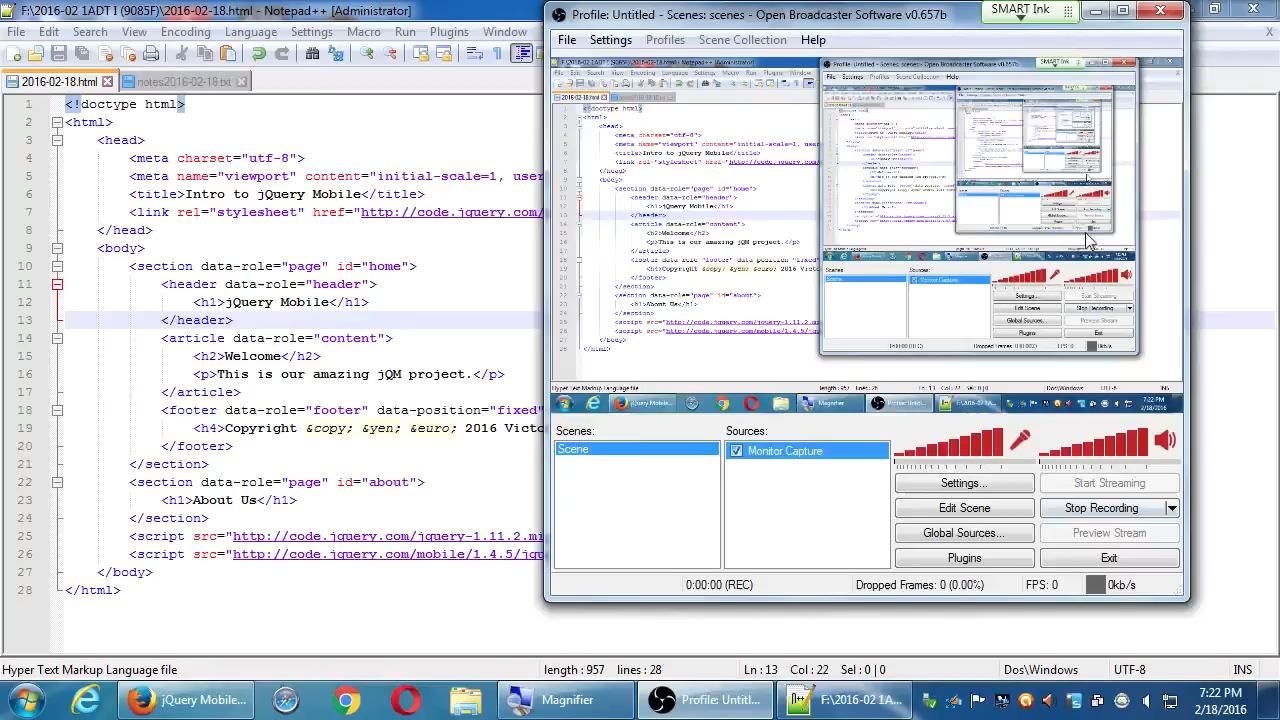 F:\2016-02 1ADT I (9085F)\2016-02-18.html - Notepad++ [Administrator]
File Edit Search View Encoding Language Settings Macro Run Plugins Window
2016-02-18.html notes2016-02-18.txt
1 <!doctype html>
2 <html>
3 <head>
4 <meta charset="utf-8">
5 <meta name="viewport" content="initial-scale=1, user
6 <title>Intro to jQuery Mobile</title>
7 <link rel="stylesheet" href="http://code.jquery.com/
8 </head>
9 <body>
10 <section data-role="page" id="home">
11 <header data-role="header">
12 <h1>jQuery Mobile</h1>
13 </header>
14 <article data-role="content">
15 <h2>Welcome</h2>
16 <p>This is our amazing jQM project.</p>
17 </article>
18 <footer data-role="footer" data-position="fixed"
19 <h4>Copyright &copy; &yen; &euro; 2016 Victo
20 </footer>
21 </section>
22 <section data-role="page" id="about">
23 <h1>About Us</h1>
24 </section>
25 <script src="http://code.jquery.com/jquery-1.11.2.mi
26 <script src="http://code.jquery.com/mobile/1.4.5/jqu
27 </body>
28 </html>
Profile: Untitled - Scenes: scenes - Open Broadcaster Software v0.657b
SMART Ink
File Settings Profiles Scene Collection Help
Scenes: Sources:
Scene Monitor Capture
Settings... Start Streaming
Edit Scene Stop Recording
Global Sources... Preview Stream
Plugins Exit
0:00:00 (REC) Dropped Frames: 0 (0.00%) FPS: 0 0kb/s
Hyper Text Markup Language file length : 957 lines : 28 Ln : 13 Col : 22 Sel : 0 | 0 Dos\Windows UTF-8 INS
jQuery Mobile... Magnifier Profile: Untitl... F:\2016-02 1A...
7:22 PM
2/18/2016